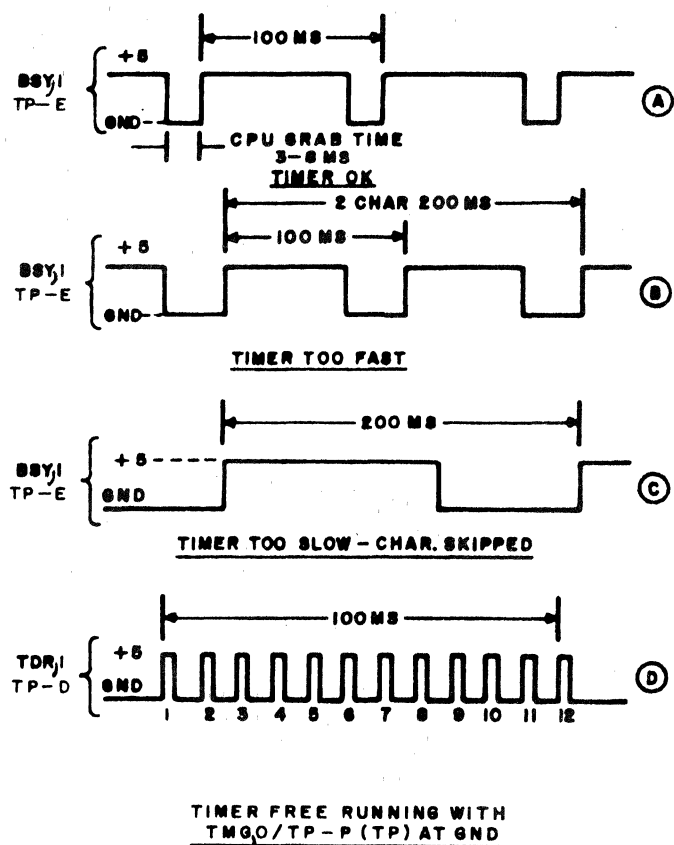 100 MS
+5
BSY,1
TP-E
GND
A
CPU GRAB TIME
3-8 MS
TIMER OK
2 CHAR 200 MS
100 MS
+5
BSY,1
TP-E
GND
B
TIMER TOO FAST
200 MS
+5
BSY,1
TP-E
GND
C
TIMER TOO SLOW - CHAR. SKIPPED
100 MS
+5
TDR,1
TP-D
GND
D
1 2 3 4 5 6 7 8 9 10 11 12
TIMER FREE RUNNING WITH
TMG,0/TP-P (TP) AT GND